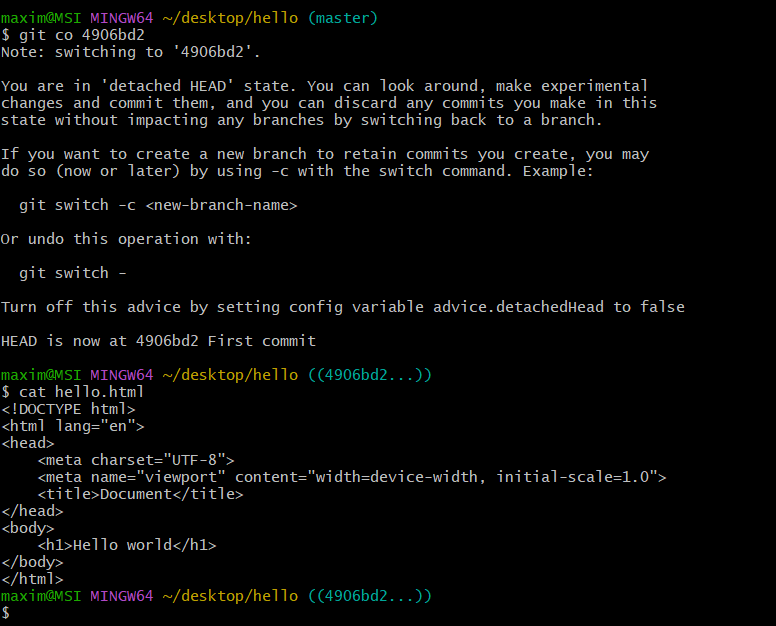 maxim@MSI MINGW64 ~/desktop/hello (master)
$ git co 4906bd2
Note: switching to '4906bd2'.

You are in 'detached HEAD' state. You can look around, make experimental
changes and commit them, and you can discard any commits you make in this
state without impacting any branches by switching back to a branch.

If you want to create a new branch to retain commits you create, you may
do so (now or later) by using -c with the switch command. Example:

  git switch -c <new-branch-name>

Or undo this operation with:

  git switch -

Turn off this advice by setting config variable advice.detachedHead to false

HEAD is now at 4906bd2 First commit

maxim@MSI MINGW64 ~/desktop/hello ((4906bd2...))
$ cat hello.html
<!DOCTYPE html>
<html lang="en">
<head>
    <meta charset="UTF-8">
    <meta name="viewport" content="width=device-width, initial-scale=1.0">
    <title>Document</title>
</head>
<body>
    <h1>Hello world</h1>
</body>
</html>
maxim@MSI MINGW64 ~/desktop/hello ((4906bd2...))
$